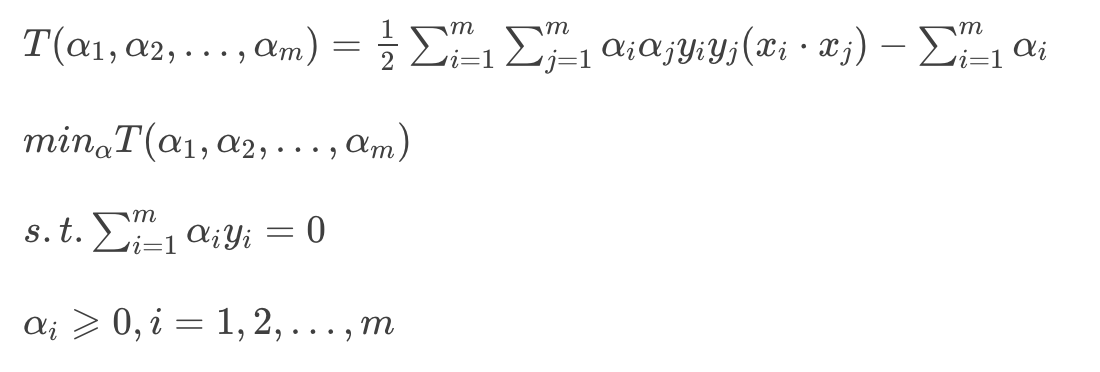 T(α₁, α₂, . . . , αₘ) = ½ ∑ᵢ₌₁ᵐ ∑ⱼ₌₁ᵐ αᵢαⱼyᵢyⱼ(xᵢ · xⱼ) − ∑ᵢ₌₁ᵐ αᵢ
min_α T(α₁, α₂, . . . , αₘ)
s.t. ∑ᵢ₌₁ᵐ αᵢyᵢ = 0
αᵢ ⩾ 0, i = 1, 2, . . . , m